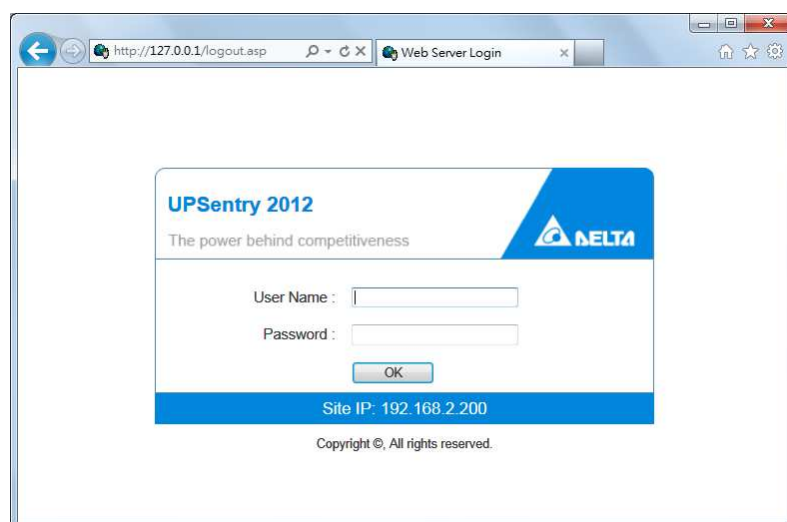 http://127.0.0.1/logout.asp
Web Server Login
UPSentry 2012
The power behind competitiveness
DELTA
User Name :
Password :
OK
Site IP: 192.168.2.200
Copyright ©, All rights reserved.